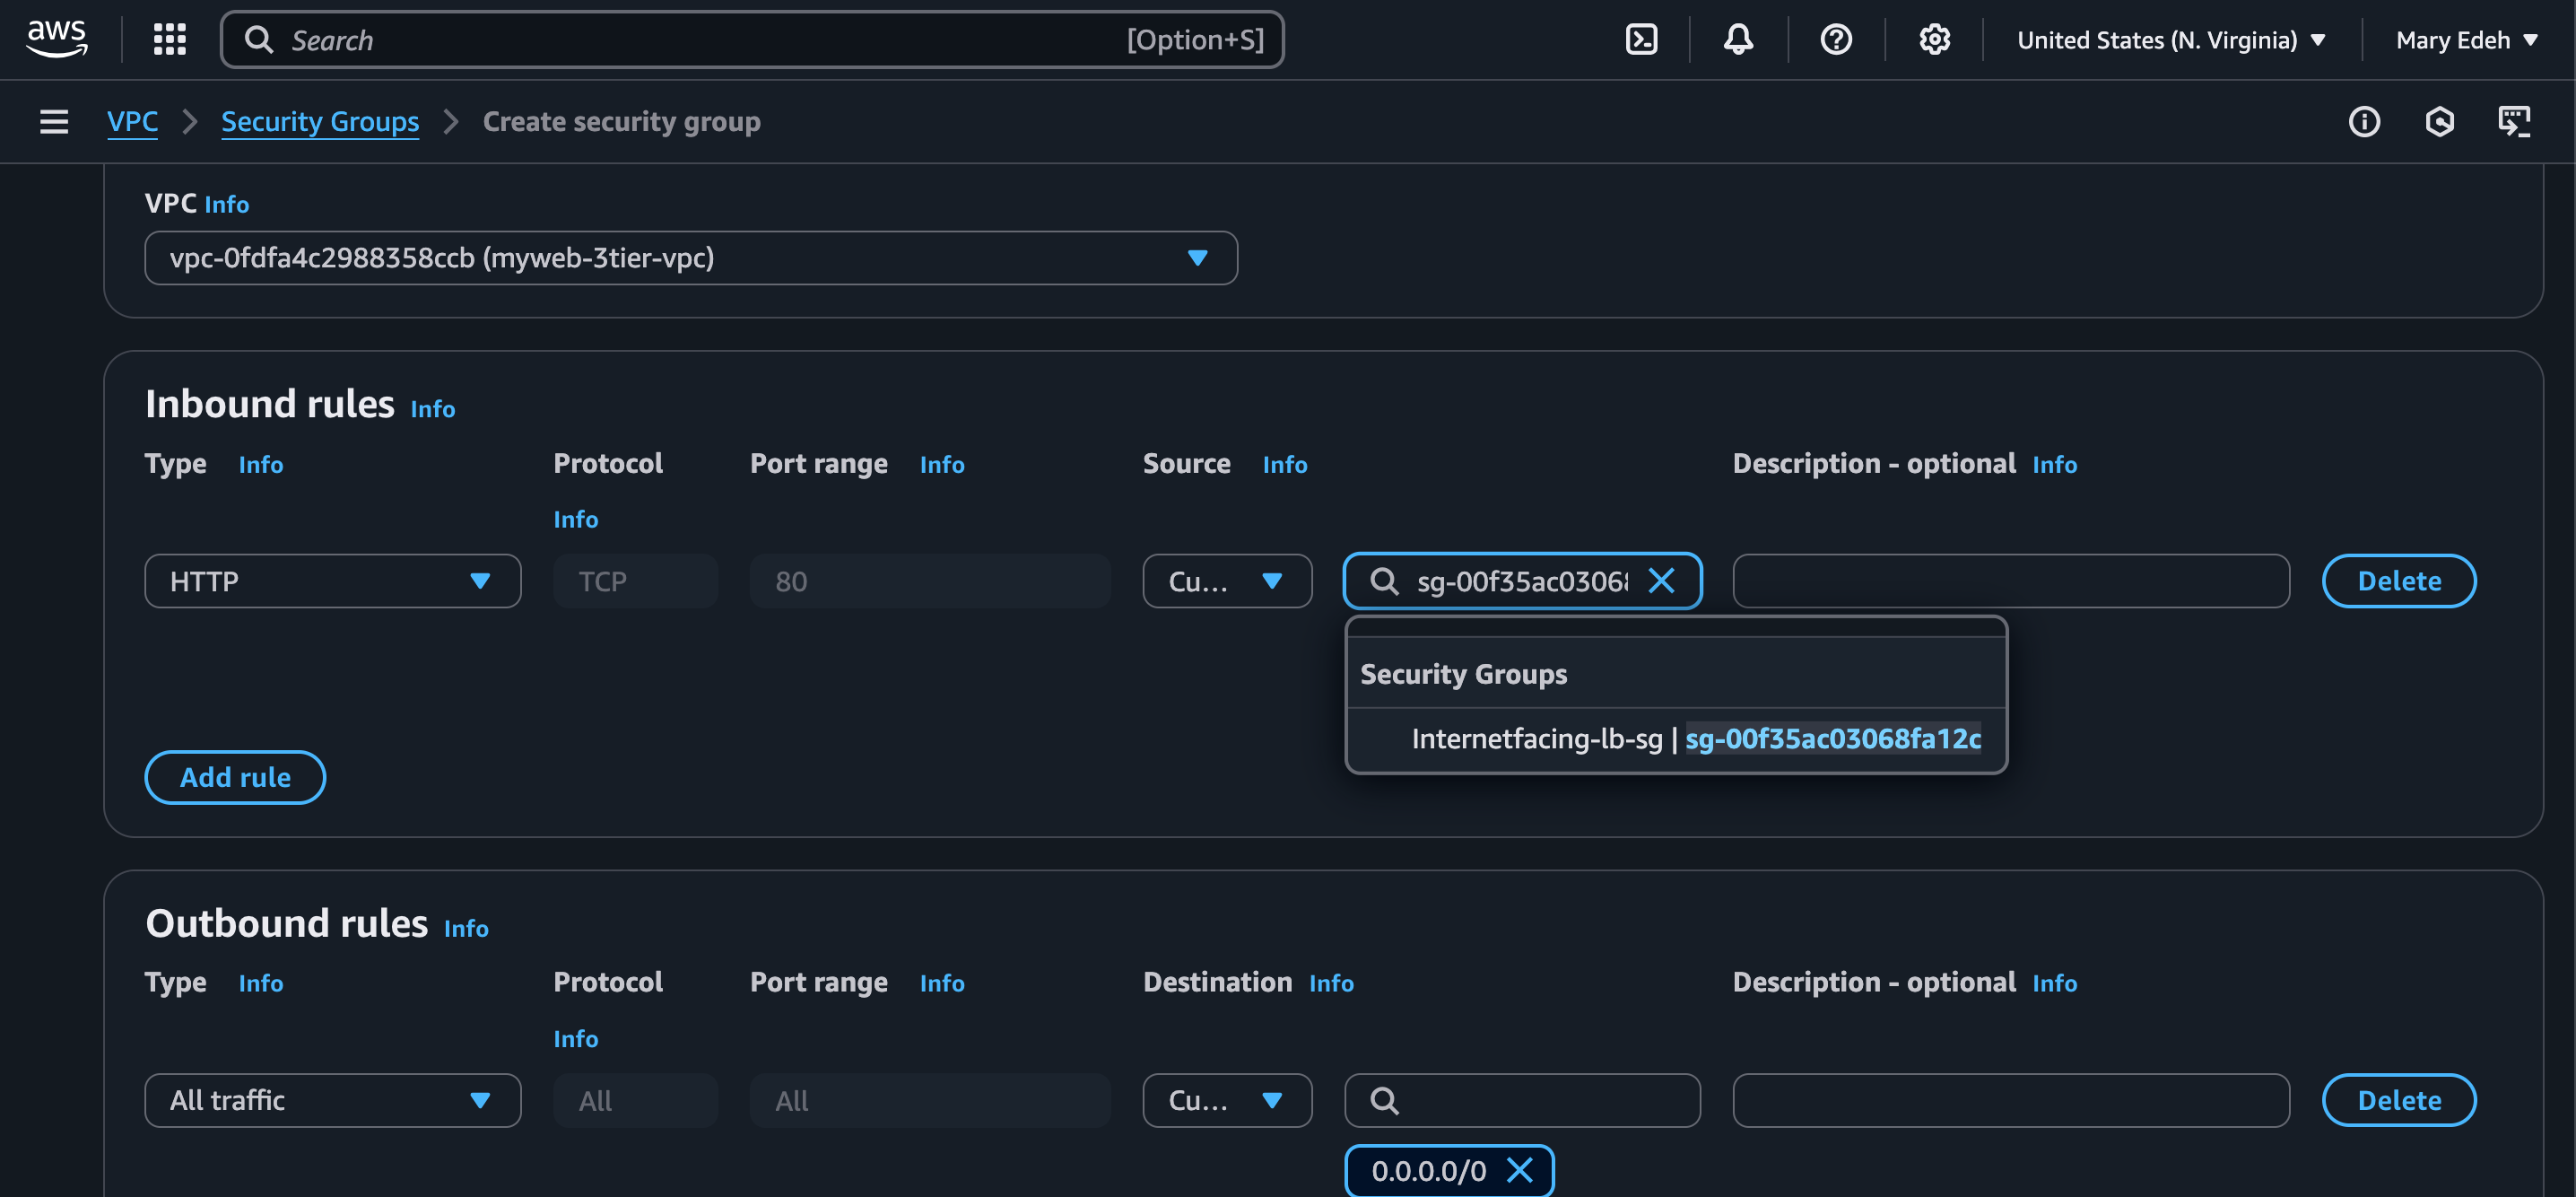 aws
Search [Option+S] United States (N. Virginia) Mary Edeh
VPC Security Groups Create security group
VPC Info
vpc-0fdfa4c2988358ccb (myweb-3tier-vpc)
Inbound rules Info
Type Info Protocol Port range Info Source Info Description - optional Info
Info
HTTP TCP 80 Cu... sg-00f35ac03068 Delete
Security Groups
Internetfacing-lb-sg | sg-00f35ac03068fa12c
Add rule
Outbound rules Info
Type Info Protocol Port range Info Destination Info Description - optional Info
Info
All traffic All All Cu... Delete
0.0.0.0/0